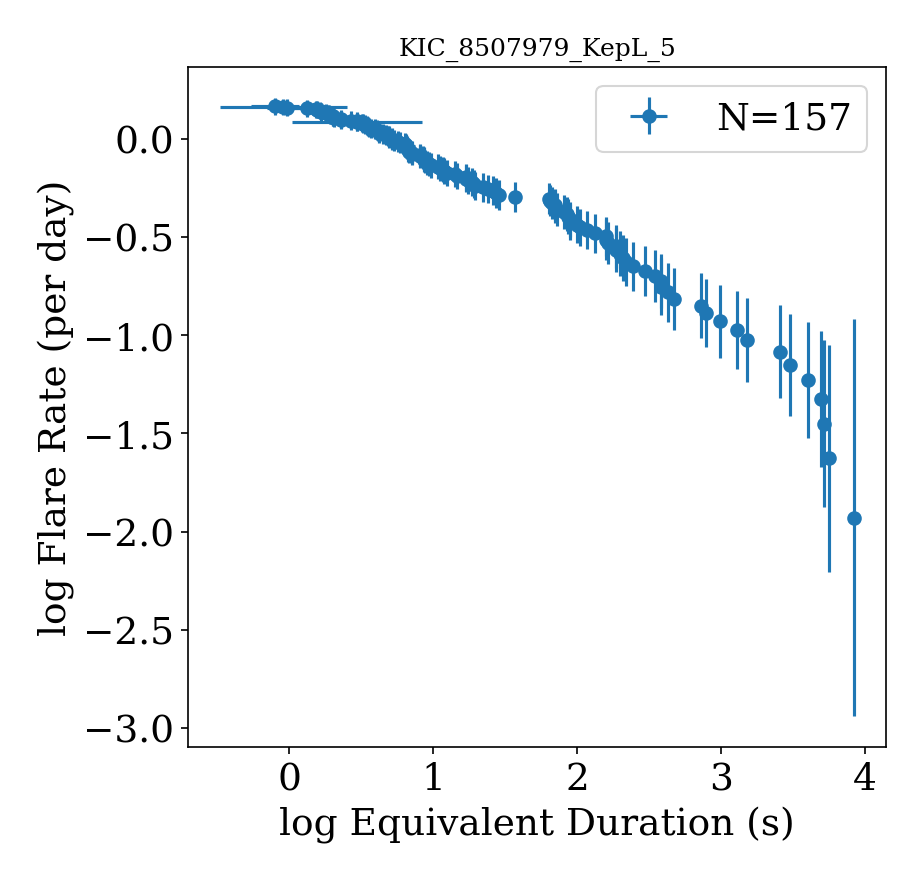 KIC_8507979_KepL_5
N=157
0.0
−0.5
−1.0
−1.5
−2.0
−2.5
−3.0
log Flare Rate (per day)
0 1 2 3 4
log Equivalent Duration (s)